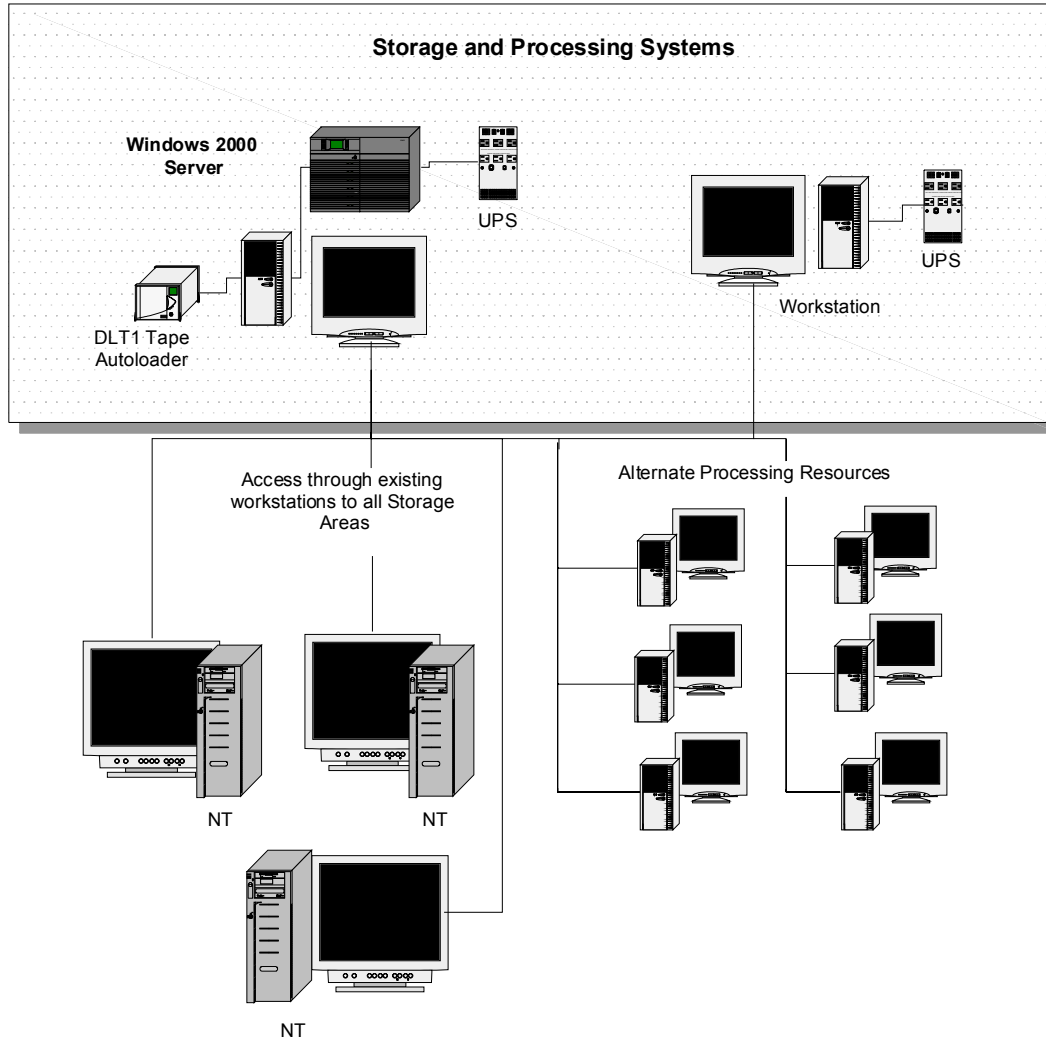 Storage and Processing Systems
Windows 2000
Server
UPS
UPS
Workstation
DLT1 Tape
Autoloader
Access through existing
workstations to all Storage
Areas
Alternate Processing Resources
NT
NT
NT